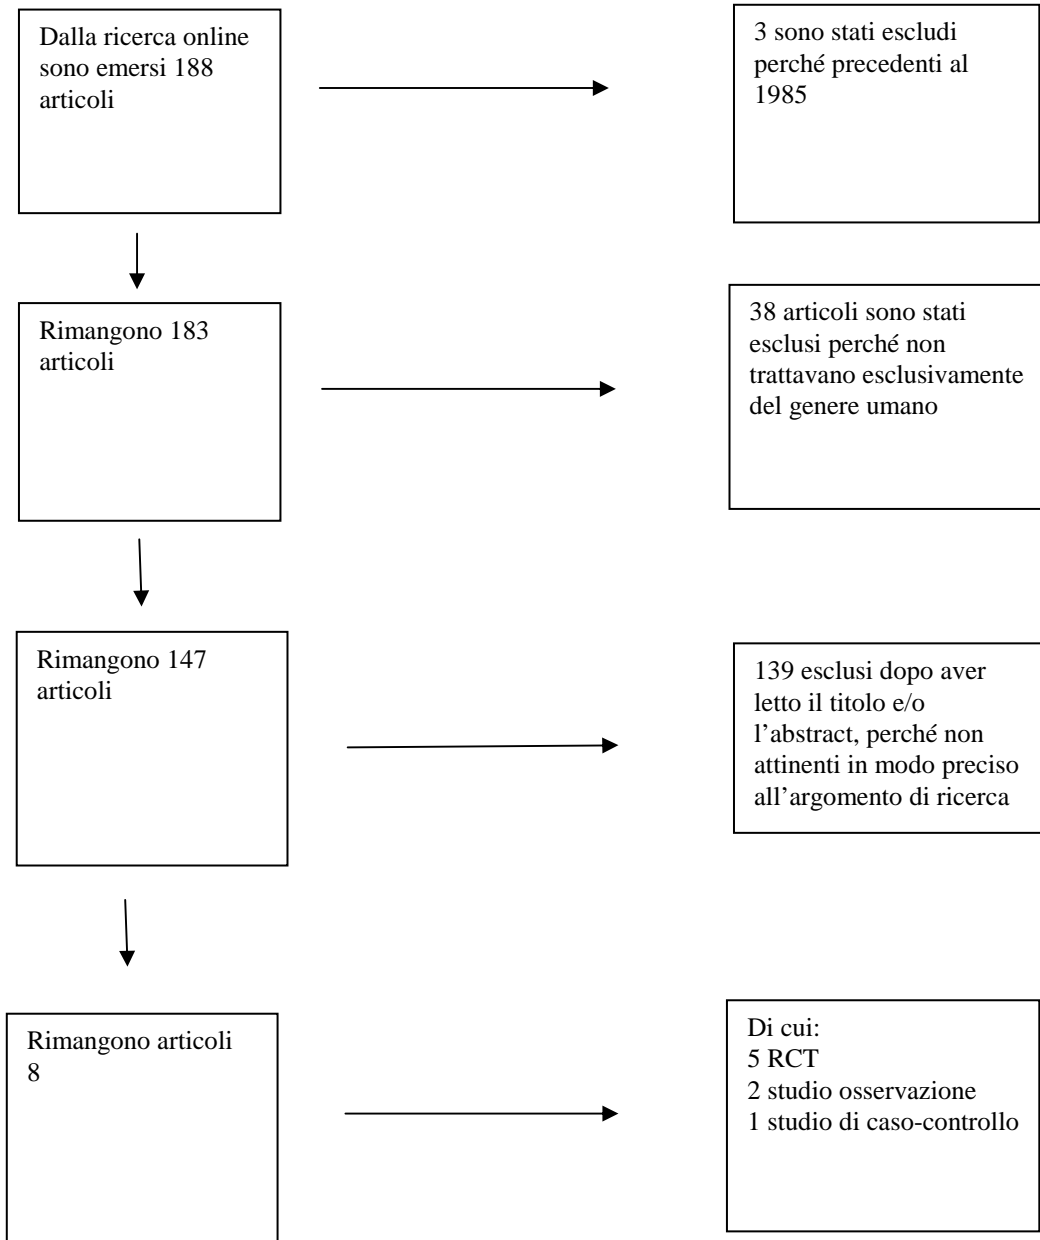 Dalla ricerca online
sono emersi 188
articoli
3 sono stati escludi
perché precedenti al
1985
Rimangono 183
articoli
38 articoli sono stati
esclusi perché non
trattavano esclusivamente
del genere umano
Rimangono 147
articoli
139 esclusi dopo aver
letto il titolo e/o
l’abstract, perché non
attinenti in modo preciso
all’argomento di ricerca
Rimangono articoli
8
Di cui:
5 RCT
2 studio osservazione
1 studio di caso-controllo